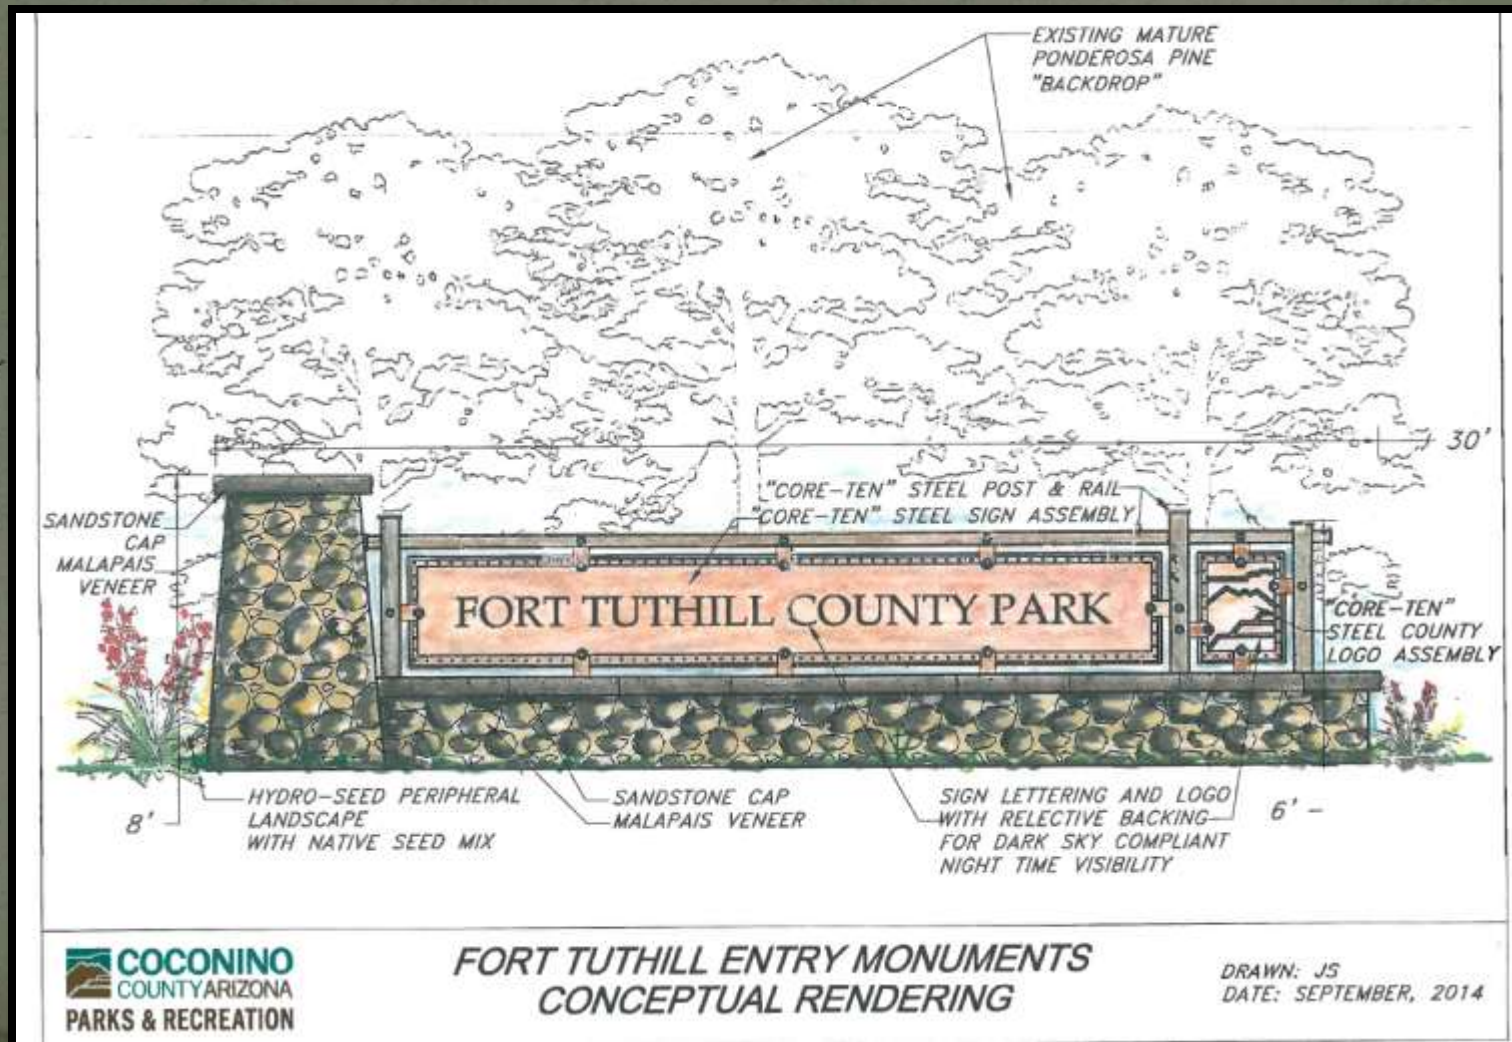 EXISTING MATURE
PONDEROSA PINE
"BACKDROP"
30'
"CORE-TEN" STEEL POST & RAIL
"CORE-TEN" STEEL SIGN ASSEMBLY
SANDSTONE
CAP
MALAPAIS
VENEER
FORT TUTHILL COUNTY PARK
"CORE-TEN"
STEEL COUNTY
LOGO ASSEMBLY
8'
HYDRO-SEED PERIPHERAL
LANDSCAPE
WITH NATIVE SEED MIX
SANDSTONE CAP
MALAPAIS VENEER
SIGN LETTERING AND LOGO
WITH RELECTIVE BACKING
FOR DARK SKY COMPLIANT
NIGHT TIME VISIBILITY
6'
COCONINO
COUNTY ARIZONA
PARKS & RECREATION
FORT TUTHILL ENTRY MONUMENTS
CONCEPTUAL RENDERING
DRAWN: JS
DATE: SEPTEMBER, 2014